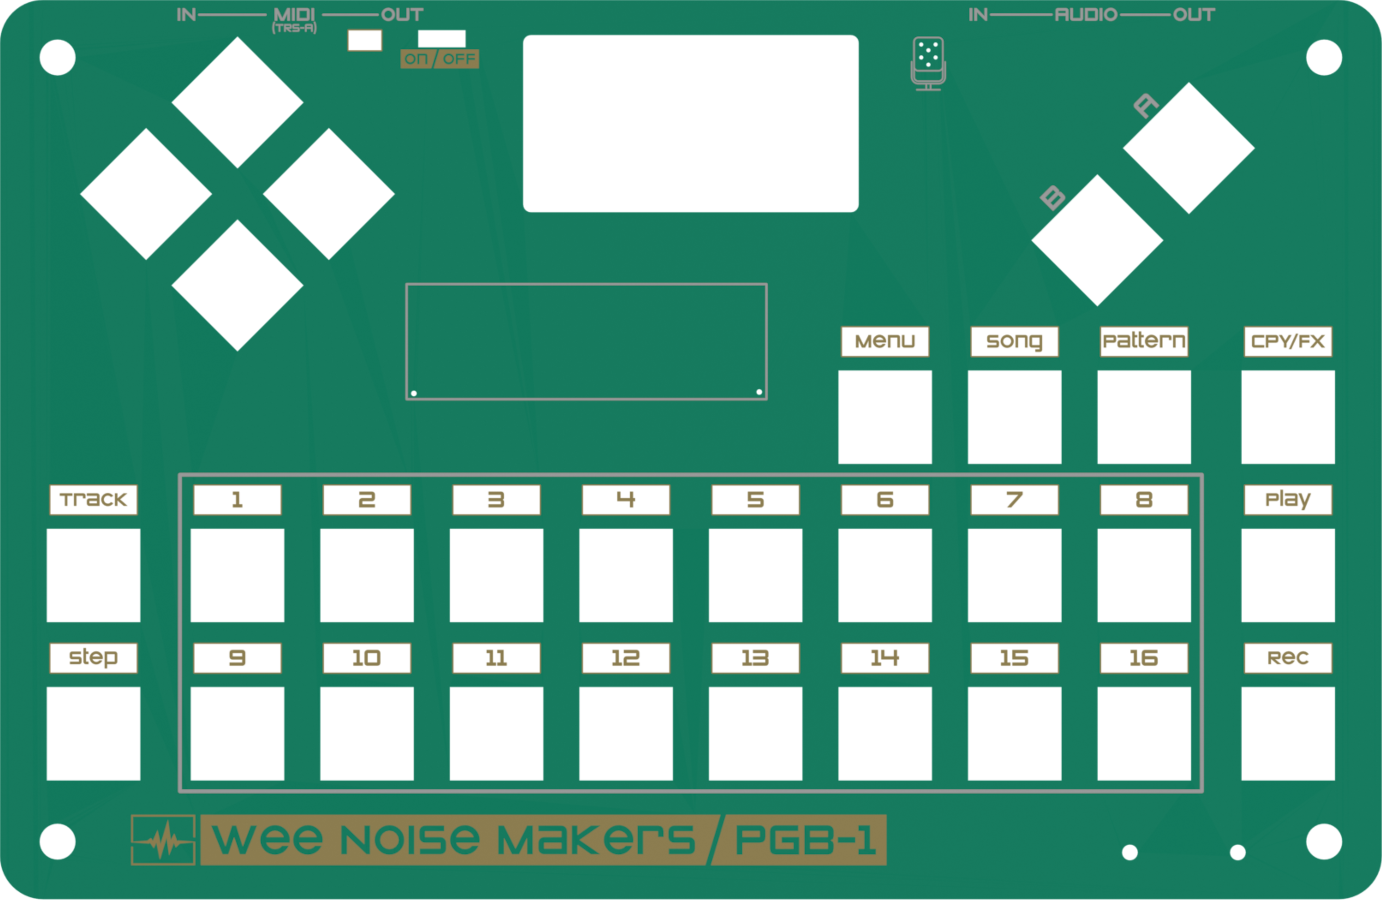 IN MIDI OUT
(TRS-A)
IN AUDIO OUT
ON/OFF
A
B
Menu
song
pattern
CPY/FX
Track
1
2
3
4
5
6
7
8
Play
step
9
10
11
12
13
14
15
16
Rec
Wee Noise Makers/PGB-1